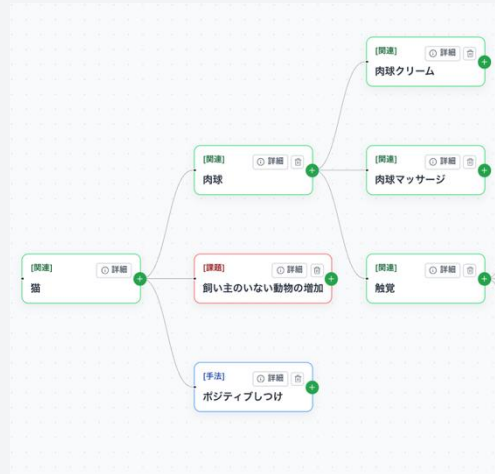 [関連]
詳細
肉球クリーム
[関連]
詳細
肉球
[関連]
詳細
肉球マッサージ
[関連]
詳細
猫
[課題]
詳細
飼い主のいない動物の増加
[関連]
詳細
触覚
[手法]
詳細
ポジティブしつけ